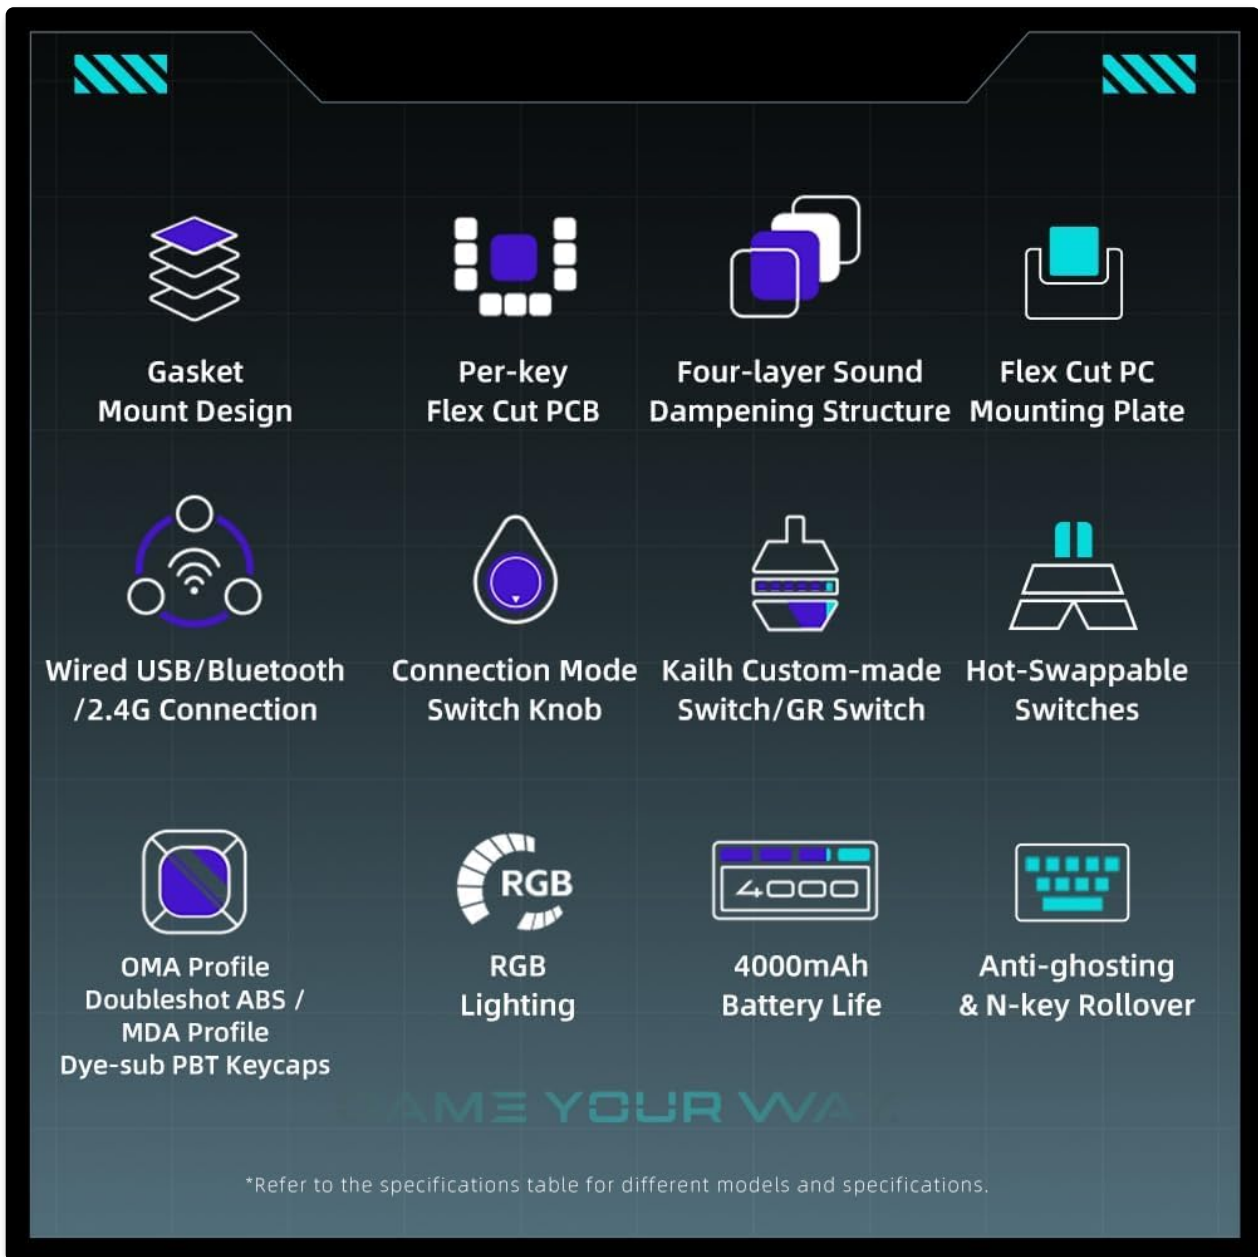 Gasket
Mount Design
Per-key
Flex Cut PCB
Four-layer Sound
Dampening Structure
Flex Cut PC
Mounting Plate
Wired USB/Bluetooth
/2.4G Connection
Connection Mode
Switch Knob
Kailh Custom-made
Switch/GR Switch
Hot-Swappable
Switches
OMA Profile
Doubleshot ABS /
MDA Profile
Dye-sub PBT Keycaps
RGB
RGB
Lighting
4000
4000mAh
Battery Life
Anti-ghosting
& N-key Rollover
YOUR
*Refer to the specifications table for different models and specifications.